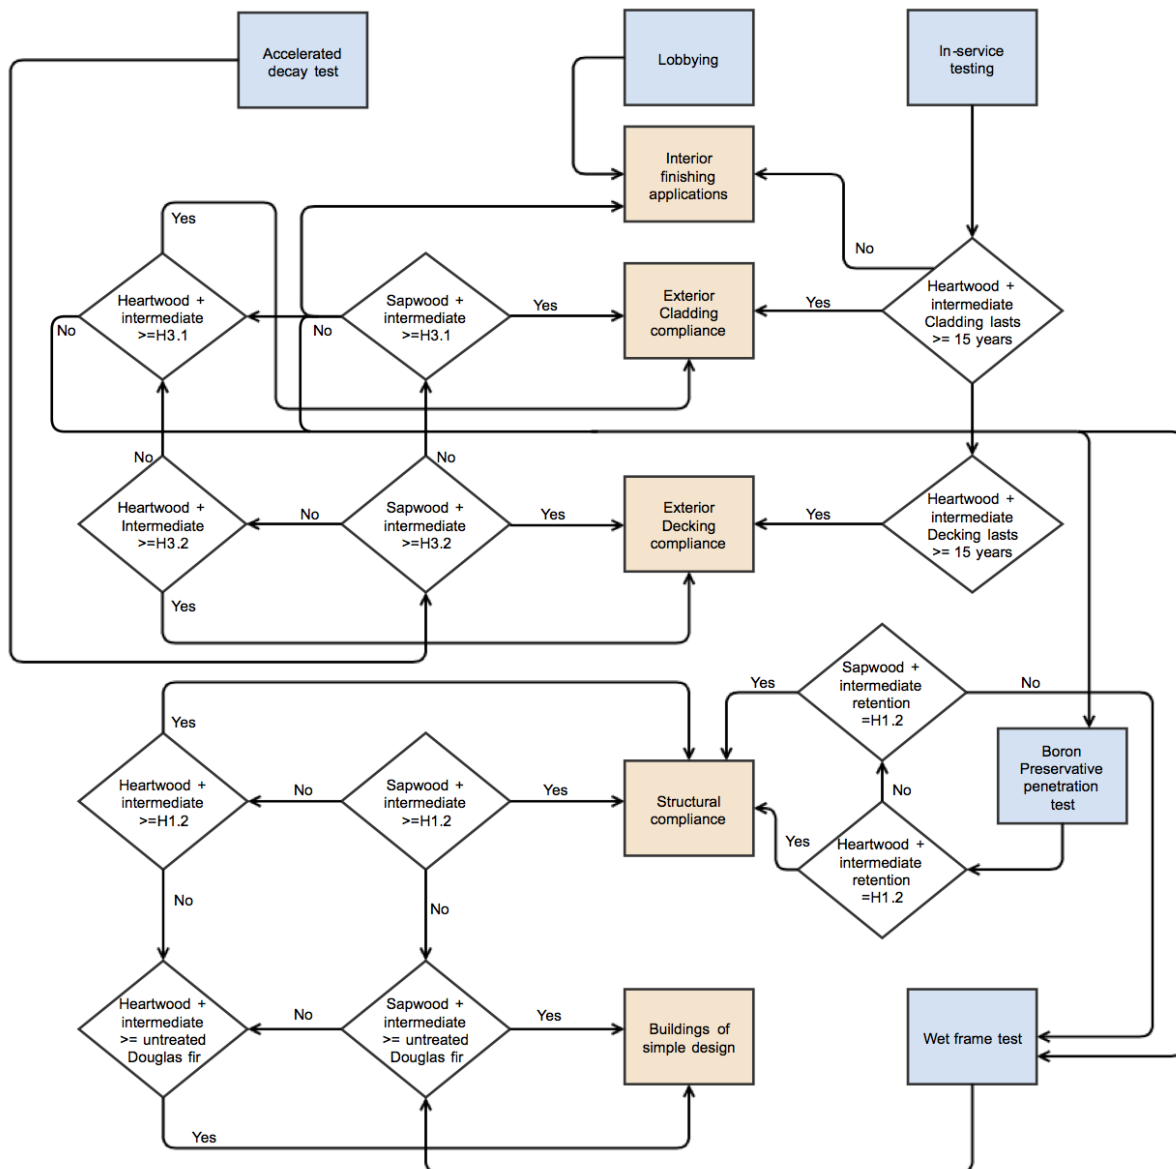 Accelerated
decay test
Lobbying
In-service
testing
Interior
finishing
applications
Yes
No
Heartwood +
intermediate
>=H3.1
No
Sapwood +
intermediate
>=H3.1
No
Yes
Exterior
Cladding
compliance
Yes
Heartwood +
intermediate
Cladding lasts
>= 15 years
No
No
Heartwood +
Intermediate
>=H3.2
No
Sapwood +
intermediate
>=H3.2
Yes
Exterior
Decking
compliance
Yes
Heartwood +
intermediate
Decking lasts
>= 15 years
Yes
Sapwood +
intermediate
retention
=H1.2
Yes
No
Yes
Heartwood +
intermediate
>=H1.2
No
Sapwood +
intermediate
>=H1.2
Yes
Structural
compliance
Boron
Preservative
penetration
test
No
Yes
Heartwood +
intermediate
retention
=H1.2
No
No
Heartwood +
intermediate
>= untreated
Douglas fir
No
Sapwood +
intermediate
>= untreated
Douglas fir
Yes
Buildings of
simple design
Wet frame test
Yes